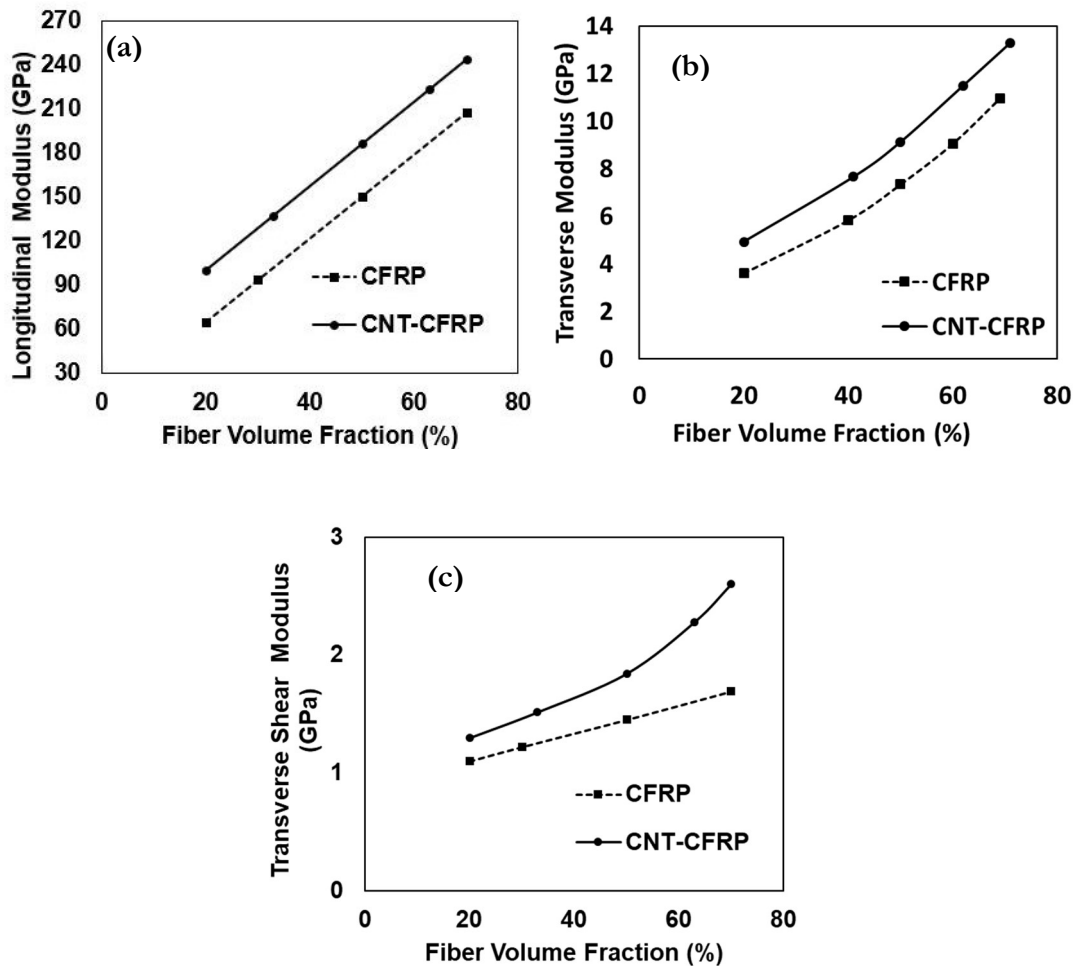 (a)
Longitudinal Modulus (GPa)
270
240
210
180
150
120
90
60
30
CFRP
CNT-CFRP
0 20 40 60 80
Fiber Volume Fraction (%)
(b)
Transverse Modulus (GPa)
14
12
10
8
6
4
2
0
CFRP
CNT-CFRP
0 20 40 60 80
Fiber Volume Fraction (%)
(c)
Transverse Shear Modulus
(GPa)
3
2
1
0
CFRP
CNT-CFRP
0 20 40 60 80
Fiber Volume Fraction (%)